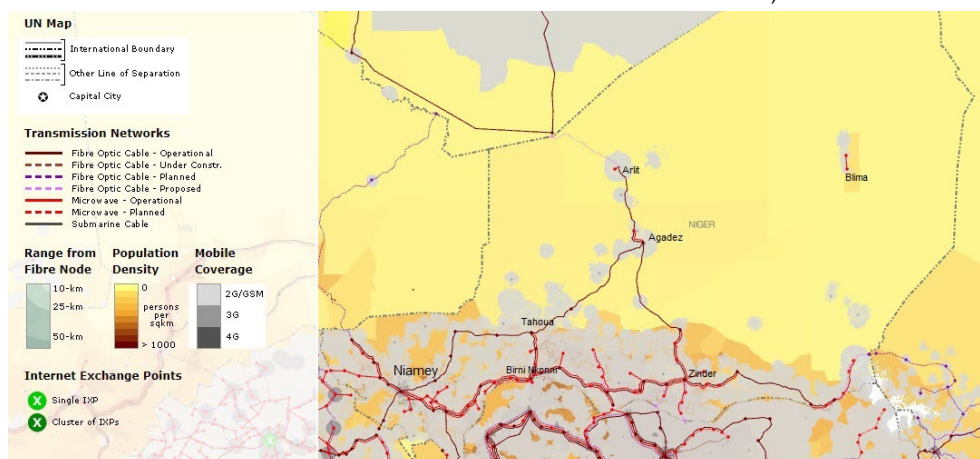 UN Map
International Boundary
Other Line of Separation
Capital City
Transmission Networks
Fibre Optic Cable - Operational
Fibre Optic Cable - Under Constr.
Fibre Optic Cable - Planned
Fibre Optic Cable - Proposed
Microwave - Operational
Microwave - Planned
Submarine Cable
MALI
Range from Fibre Node
10-km
25-km
50-km
Population Density
0
persons
per
sqkm
> 1000
Mobile Coverage
2G/GSM
3G
4G
Internet Exchange Points
X Single IXP
X Cluster of IXPs
Arlit
Blima
NIGER
Agadez
Tahoua
Niamey
Birni Nkonni
Zinder